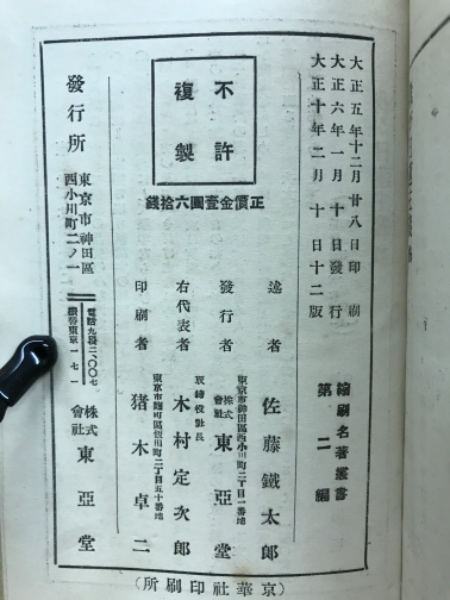 大正五年十二月廿八日印刷
大正六年一月十日發行
大正十年二月十日十二版
縮刷名著叢書
第二編
不許
複製
正價金壹圓六拾錢
述者 佐藤鐵太郎
東京市神田區西小川町二丁目一番地
發行者 株式會社 東亞堂
取締役社長
右代表者 木村定次郎
東京市麴町區飯田町二丁目五十番地
印刷者 猪木卓二
發行所 東京市神田區西小川町二ノ一
電話九段二、〇〇七
振替東京一七一
株式會社 東亞堂
(京華社印刷所)